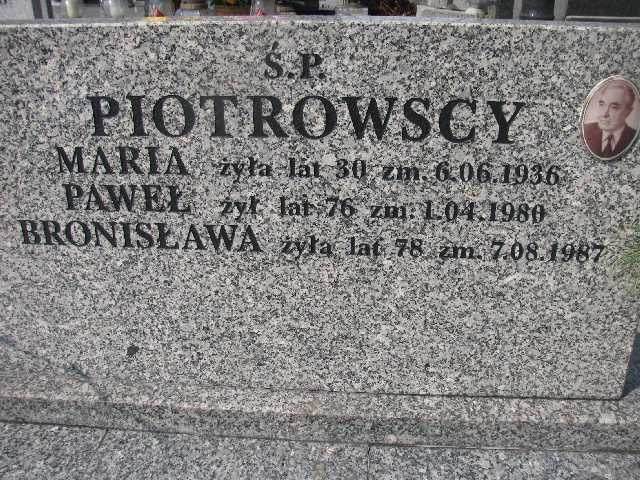 Ś.P.
PIOTROWSCY
MARIA żyła lat 30 zm. 6.06.1936
PAWEŁ żył lat 76 zm. 1.04.1980
BRONISŁAWA żyła lat 78 zm. 7.08.1987